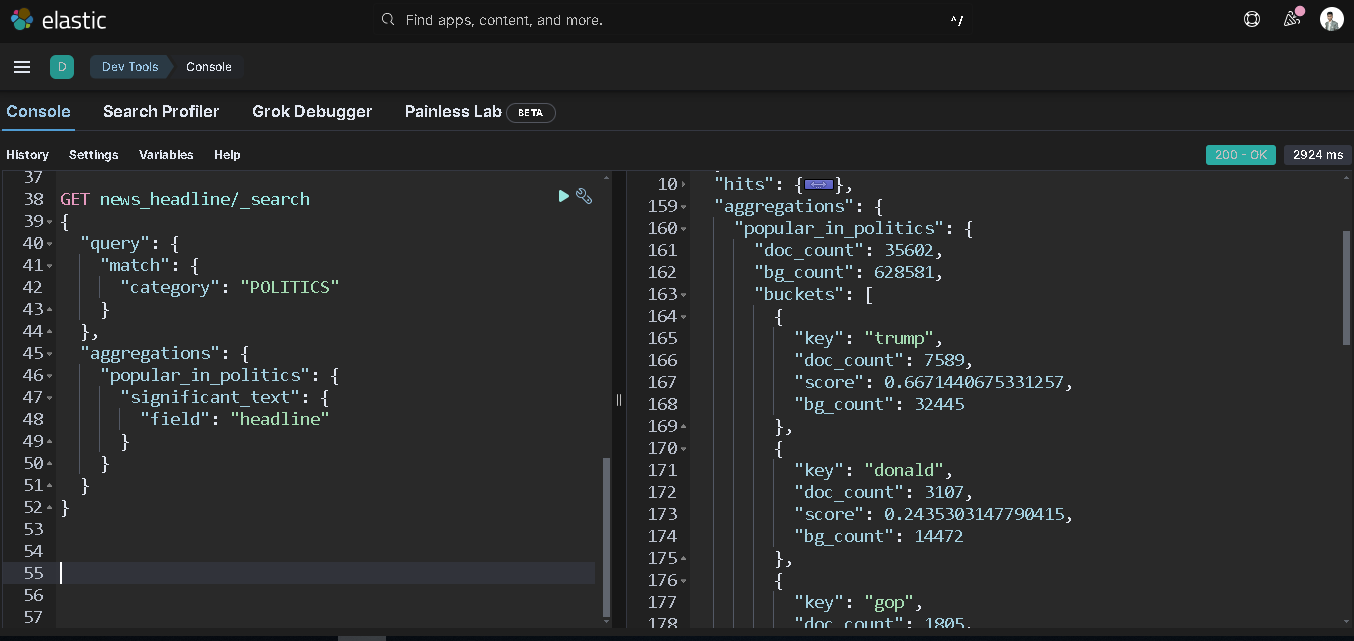 elastic
Find apps, content, and more.
^/
D
Dev Tools
Console
Console
Search Profiler
Grok Debugger
Painless Lab
BETA
History
Settings
Variables
Help
200 - OK
2924 ms
37
38 GET news_headline/_search
39 {
40 "query": {
41 "match": {
42 "category": "POLITICS"
43 }
44 },
45 "aggregations": {
46 "popular_in_politics": {
47 "significant_text": {
48 "field": "headline"
49 }
50 }
51 }
52 }
53
54
55
56
57
10 "hits": {},
159 "aggregations": {
160 "popular_in_politics": {
161 "doc_count": 35602,
162 "bg_count": 628581,
163 "buckets": [
164 {
165 "key": "trump",
166 "doc_count": 7589,
167 "score": 0.6671440675331257,
168 "bg_count": 32445
169 },
170 {
171 "key": "donald",
172 "doc_count": 3107,
173 "score": 0.2435303147790415,
174 "bg_count": 14472
175 },
176 {
177 "key": "gop",
178 "doc_count": 1805,